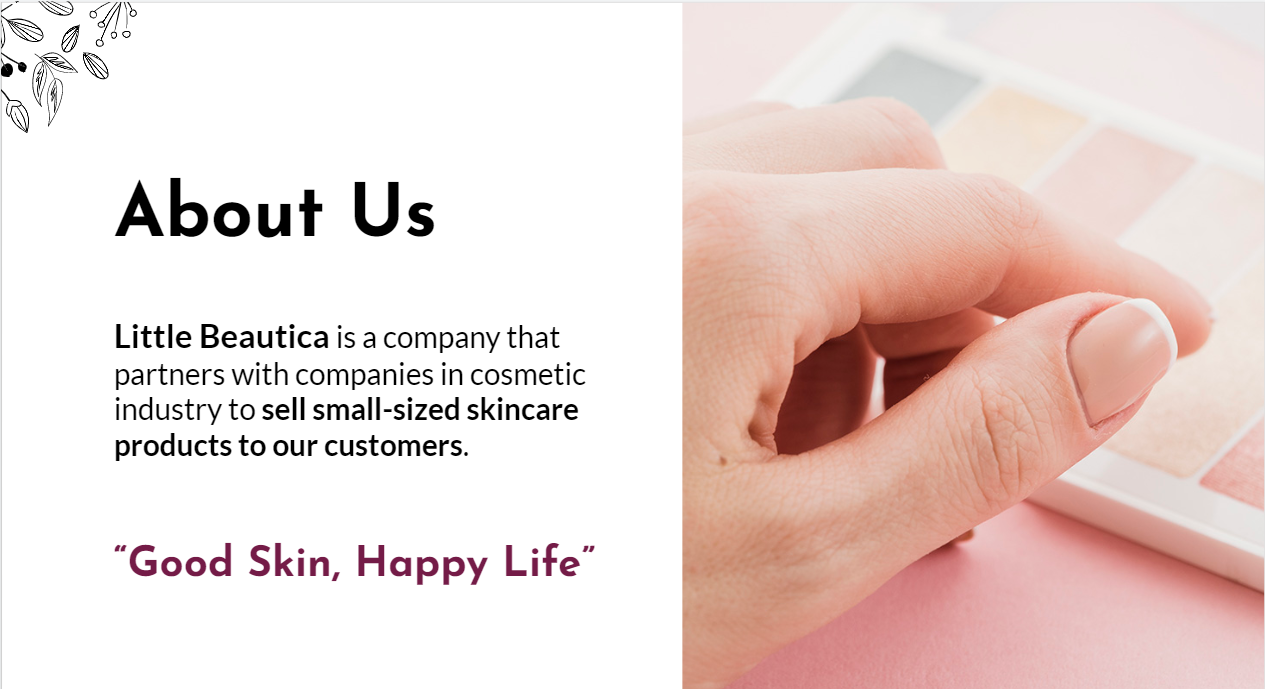 About Us
Little Beautica is a company that
partners with companies in cosmetic
industry to sell small-sized skincare
products to our customers.
“Good Skin, Happy Life”